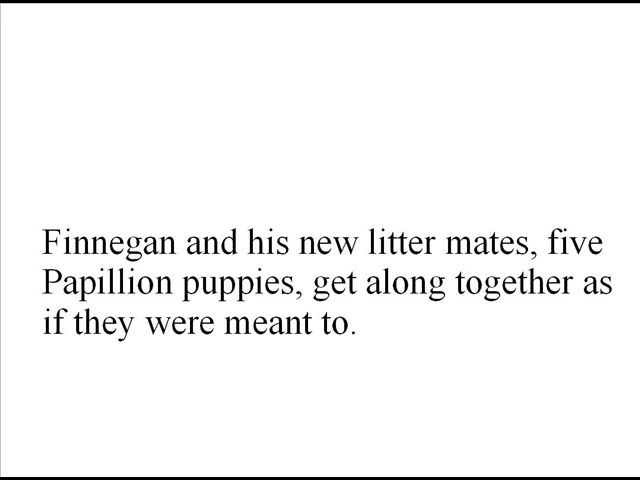 Finnegan and his new litter mates, five
Papillion puppies, get along together as
if they were meant to.